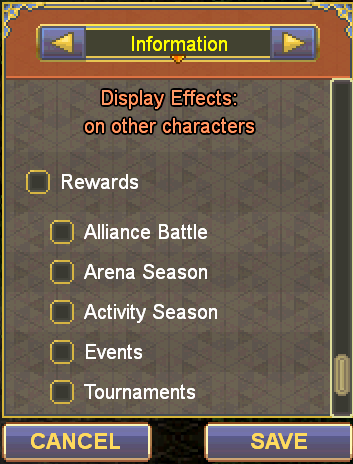 Information
Display Effects:
on other characters
Rewards
Alliance Battle
Arena Season
Activity Season
Events
Tournaments
CANCEL
SAVE